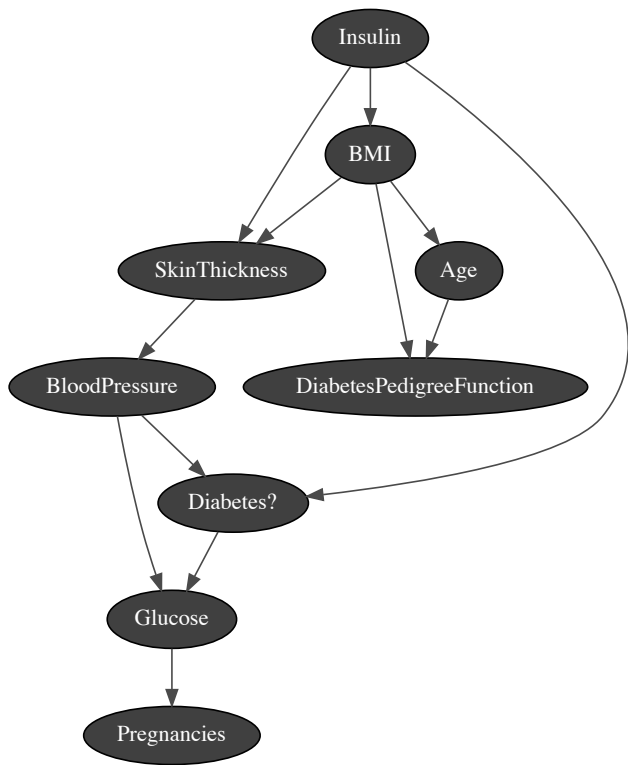 Insulin
BMI
SkinThickness
Age
BloodPressure
DiabetesPedigreeFunction
Diabetes?
Glucose
Pregnancies